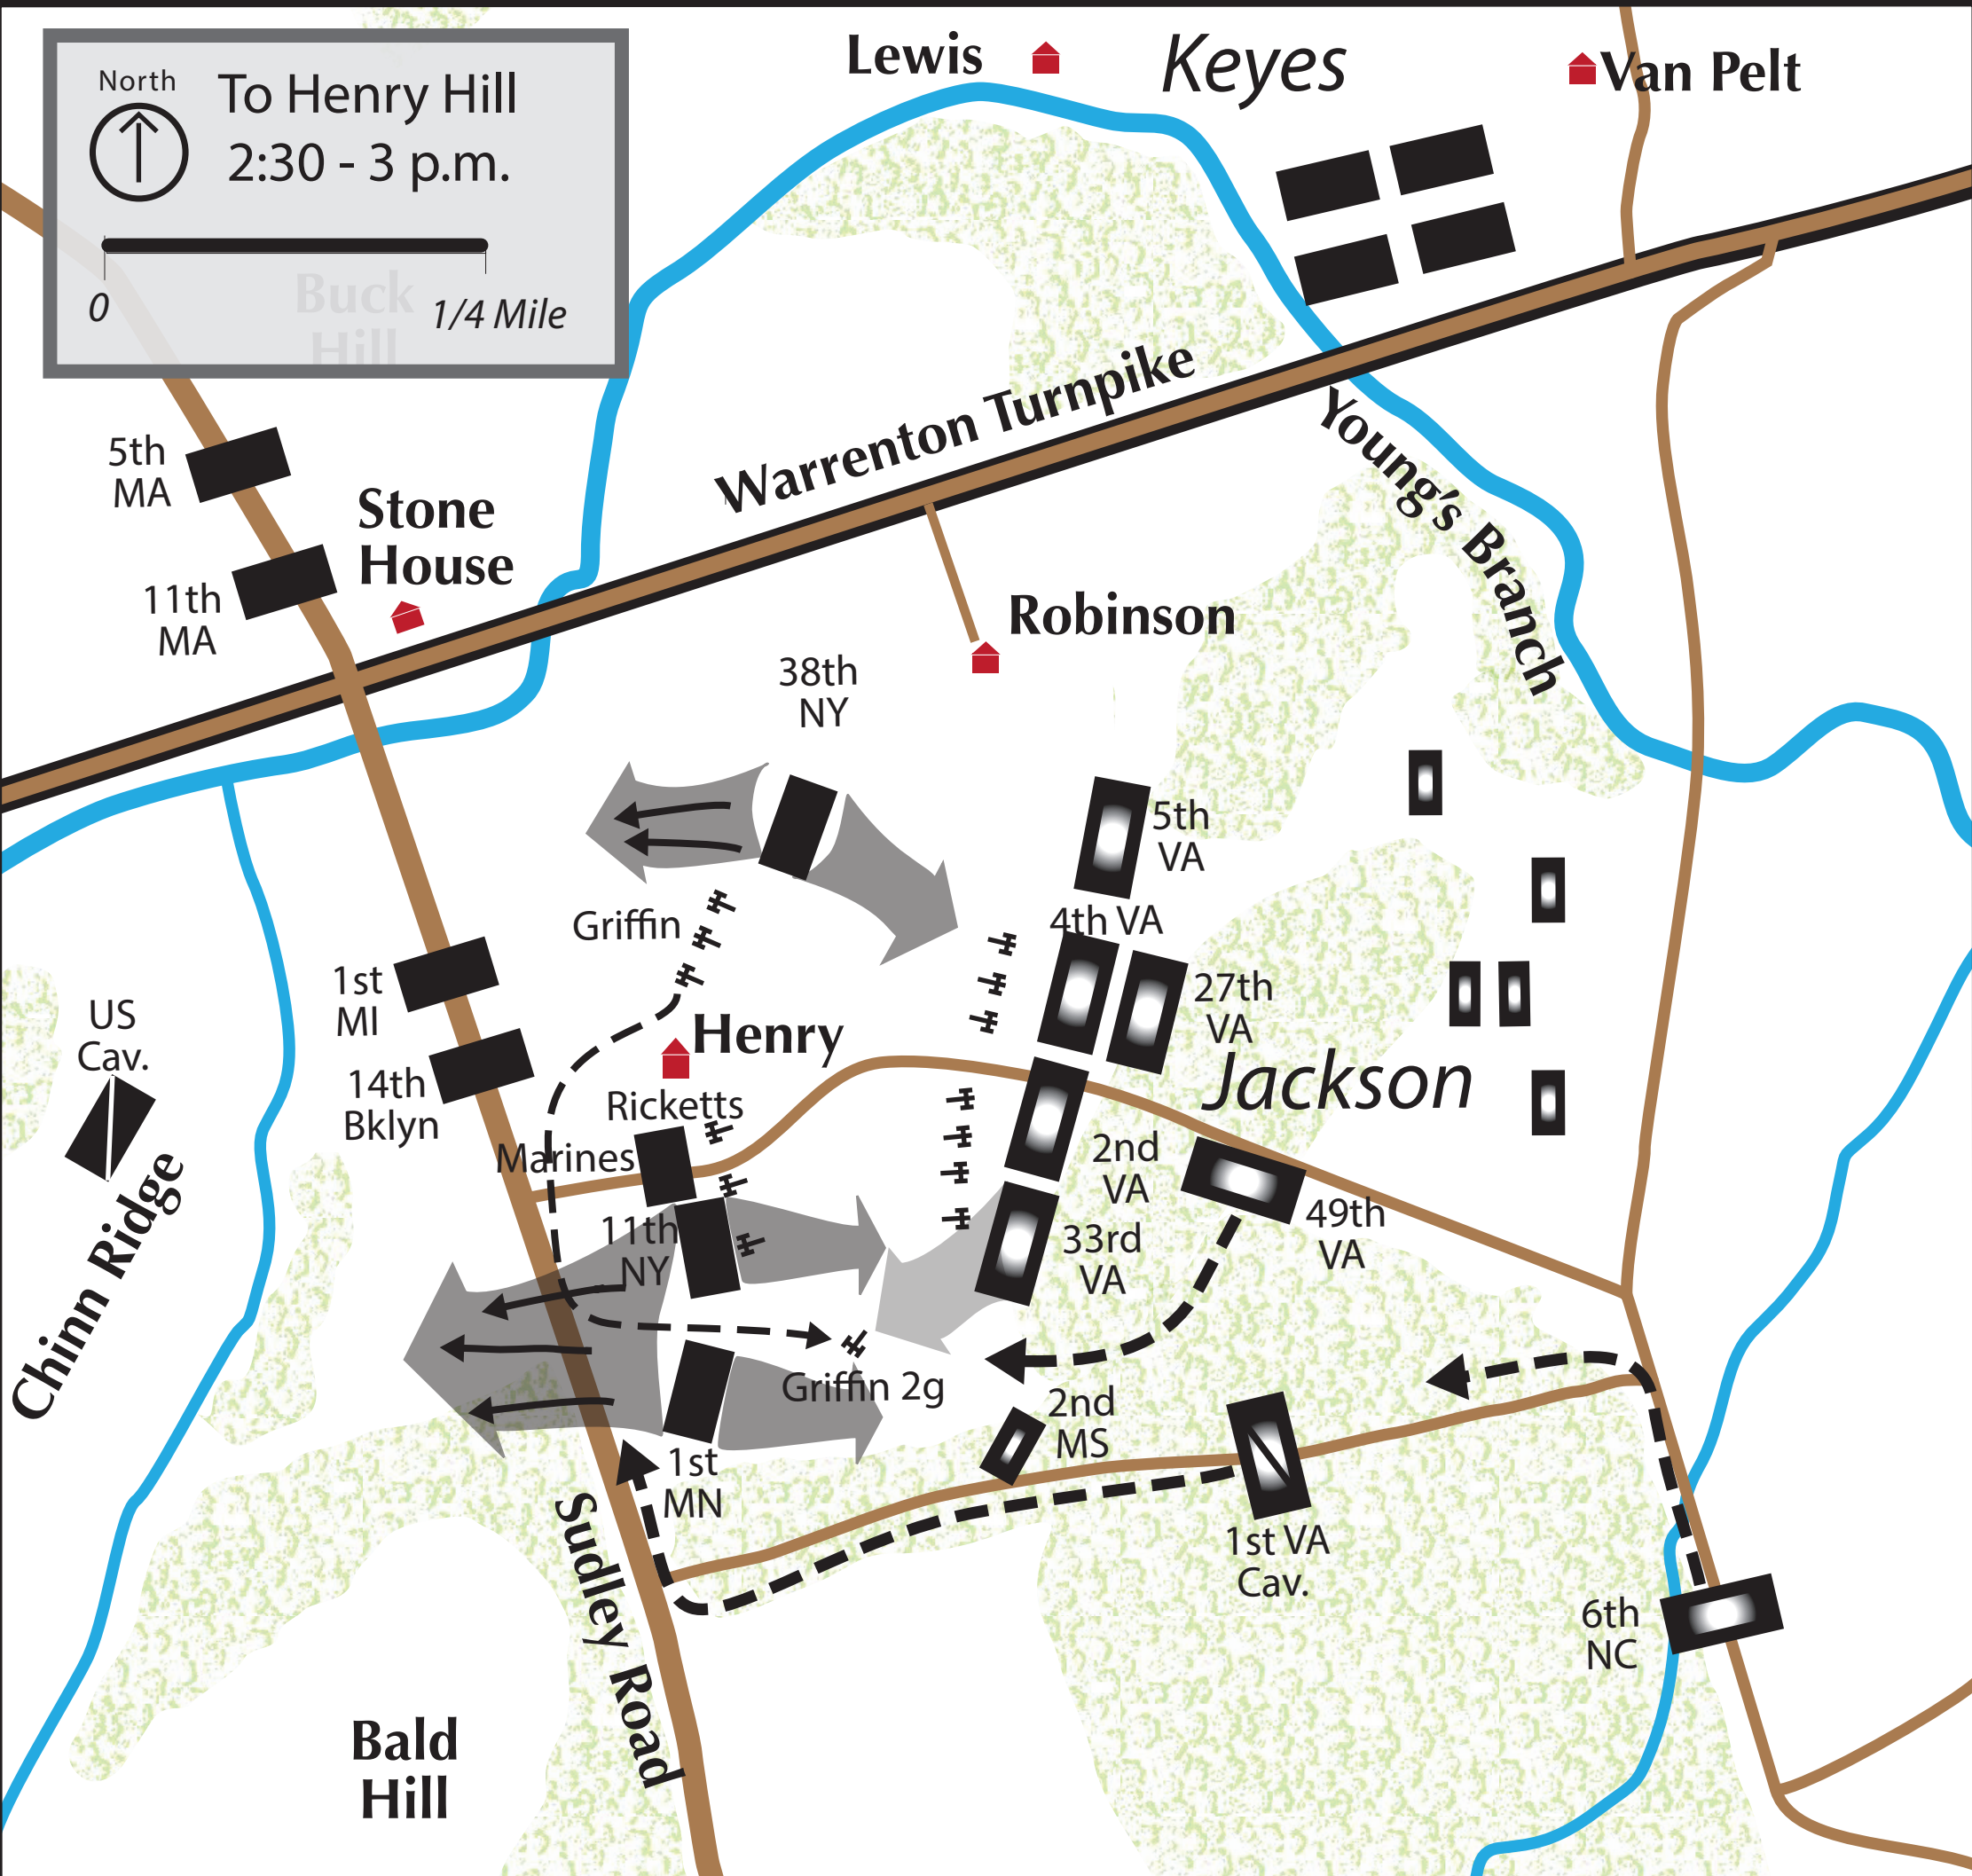 North
To Henry Hill
2:30 - 3 p.m.
0
1/4 Mile
Buck
Hill
Lewis
Keyes
Van Pelt
5th
MA
11th
MA
Stone
House
Warrenton Turnpike
Young's Branch
Robinson
38th
NY
5th
VA
Griffin
4th VA
27th
VA
1st
MI
US
Cav.
14th
Bklyn
Henry
Jackson
Ricketts
Marines
2nd
VA
49th
VA
11th
NY
33rd
VA
Chinn Ridge
Griffin 2g
2nd
MS
1st
MN
Sudley Road
1st VA
Cav.
6th
NC
Bald
Hill